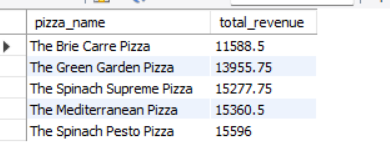 pizza_name total_revenue
The Brie Carre Pizza 11588.5
The Green Garden Pizza 13955.75
The Spinach Supreme Pizza 15277.75
The Mediterranean Pizza 15360.5
The Spinach Pesto Pizza 15596